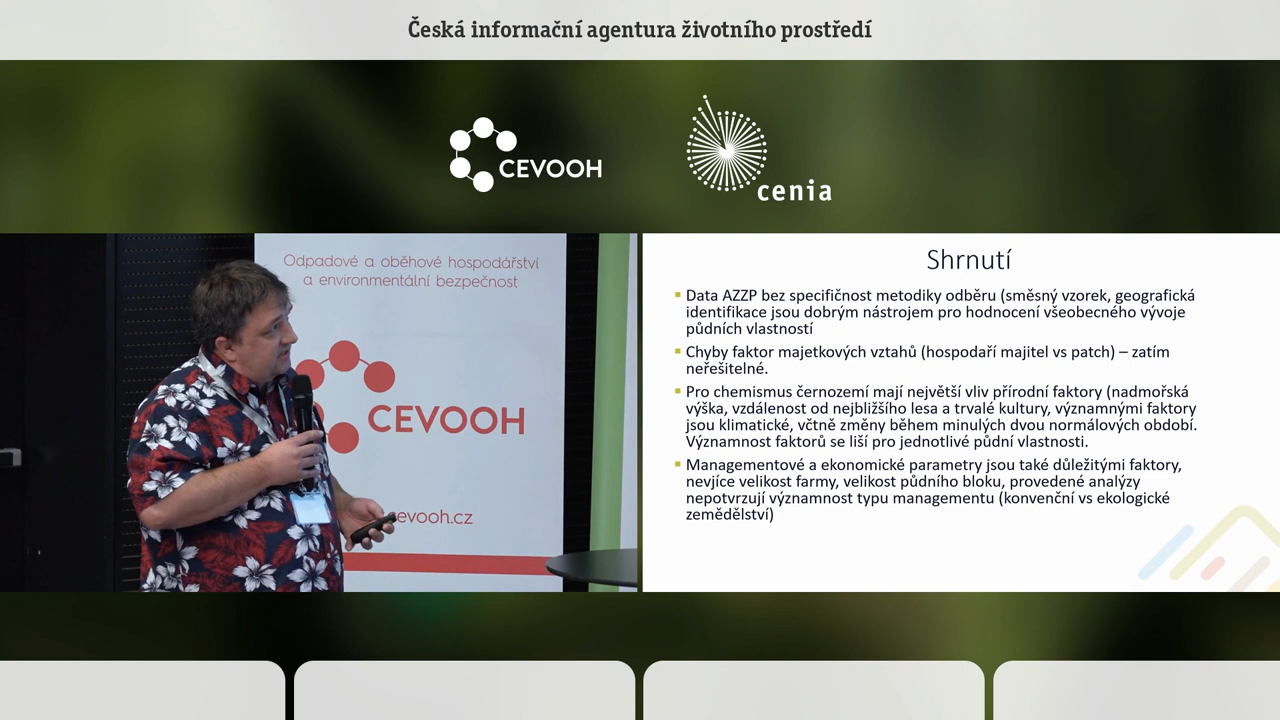 Česká informační agentura životního prostředí
CEVOOH
cenia
Odpadové a oběhové hospodářství
a environmentální bezpečnost
CEVOOH
cevooh.cz
Shrnutí
Data AZZP bez specifičnost metodiky odběru (směsný vzorek, geografická
identifikace jsou dobrým nástrojem pro hodnocení všeobecného vývoje
půdních vlastností
Chyby faktor majetkových vztahů (hospodaří majitel vs patch) – zatím
neřešitelné.
Pro chemismus černozemí mají největší vliv přírodní faktory (nadmořská
výška, vzdálenost od nejbližšího lesa a trvalé kultury, významnými faktory
jsou klimatické, včtně změny během minulých dvou normálových období.
Významnost faktorů se liší pro jednotlivé půdní vlastnosti.
Managementové a ekonomické parametry jsou také důležitými faktory,
nevjíce velikost farmy, velikost půdního bloku, provedené analýzy
nepotvrzují významnost typu managementu (konvenční vs ekologické
zemědělství)